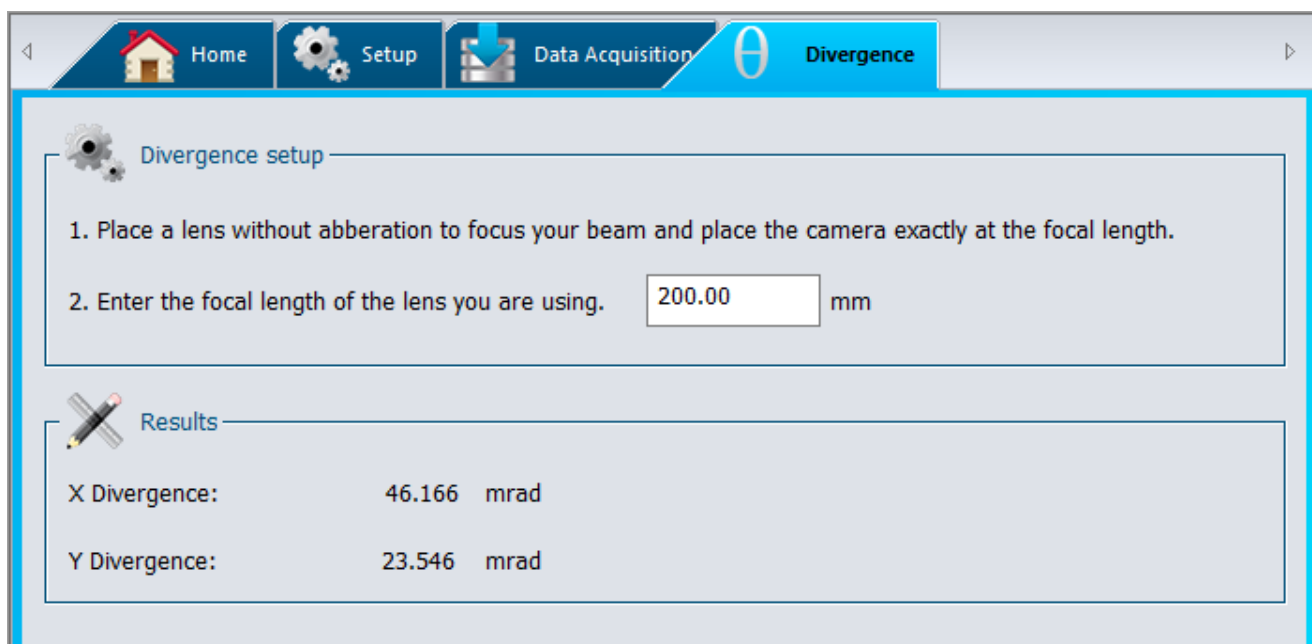 Home Setup Data Acquisition θ Divergence
Divergence setup
1. Place a lens without abberation to focus your beam and place the camera exactly at the focal length.
2. Enter the focal length of the lens you are using. 200.00 mm
Results
X Divergence: 46.166 mrad
Y Divergence: 23.546 mrad